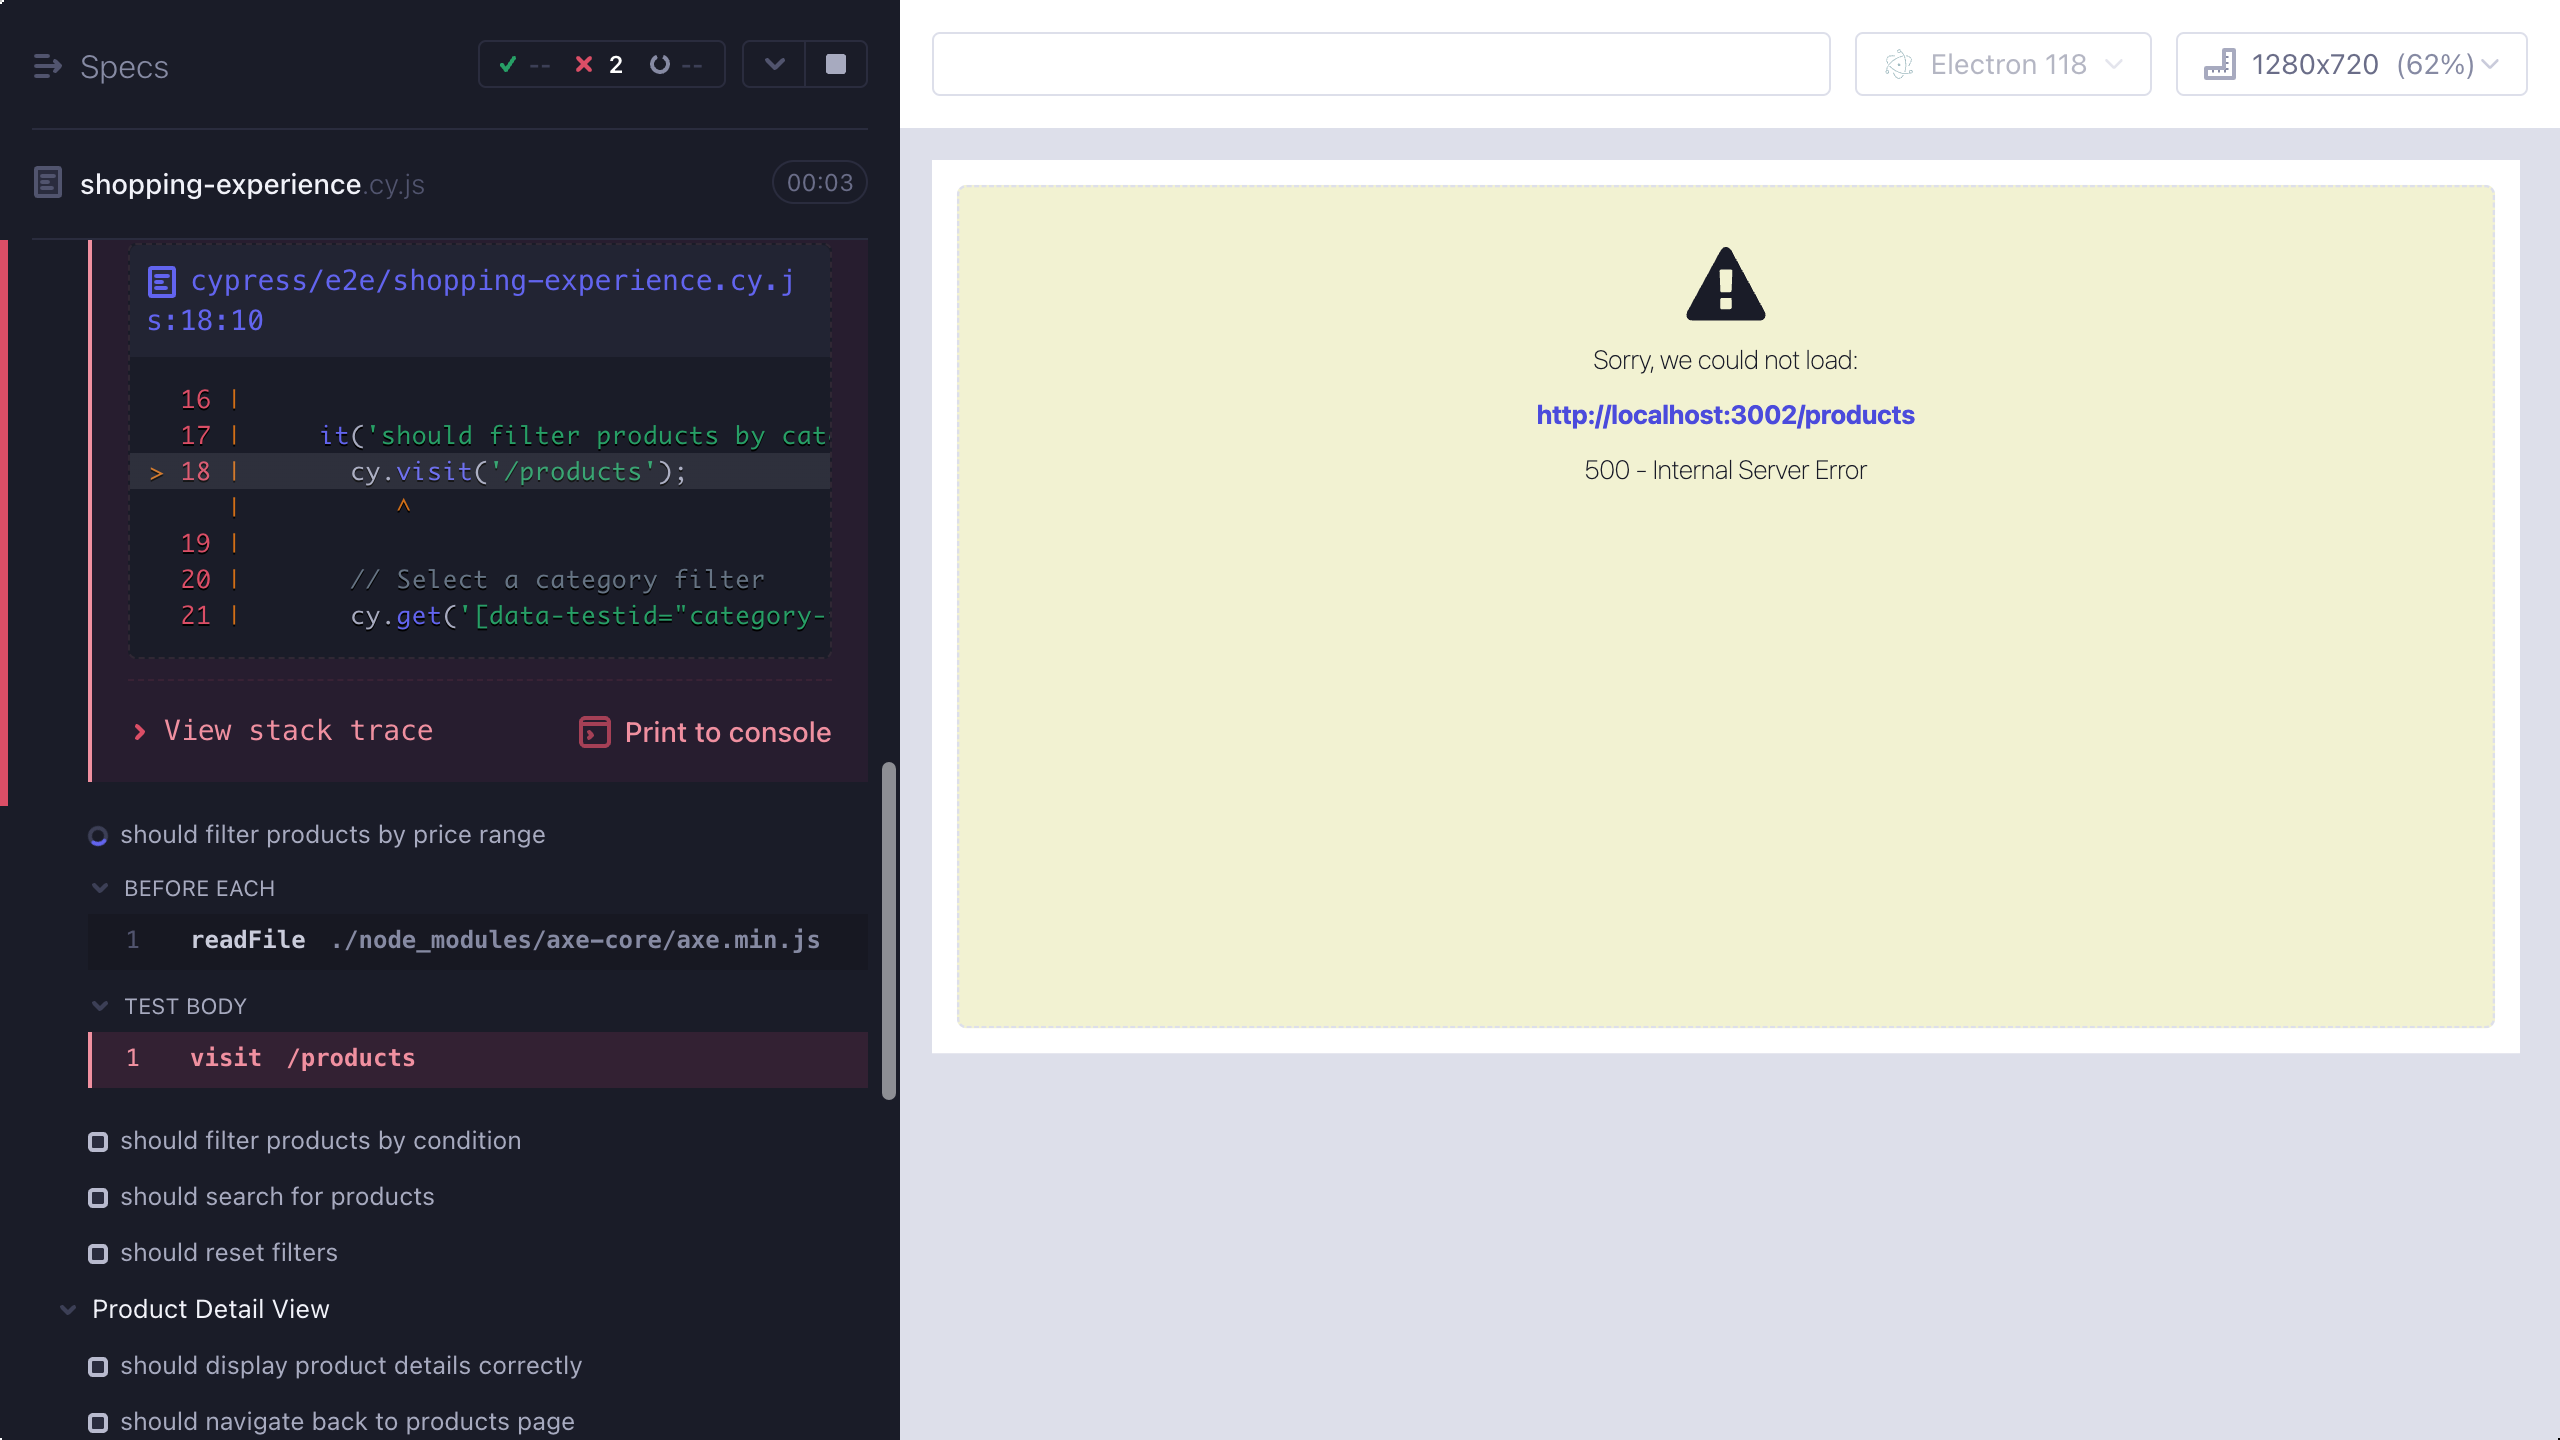 Specs
-- 2 --
shopping-experience.cy.js
00:03
cypress/e2e/shopping-experience.cy.j
s:18:10
16 |
17 | it('should filter products by cat
> 18 | cy.visit('/products');
| ^
19 |
20 | // Select a category filter
21 | cy.get('[data-testid="category-
View stack trace
Print to console
should filter products by price range
BEFORE EACH
1 readFile ./node_modules/axe-core/axe.min.js
TEST BODY
1 visit /products
should filter products by condition
should search for products
should reset filters
Product Detail View
should display product details correctly
should navigate back to products page
Electron 118
1280x720 (62%)
Sorry, we could not load:
http://localhost:3002/products
500 - Internal Server Error